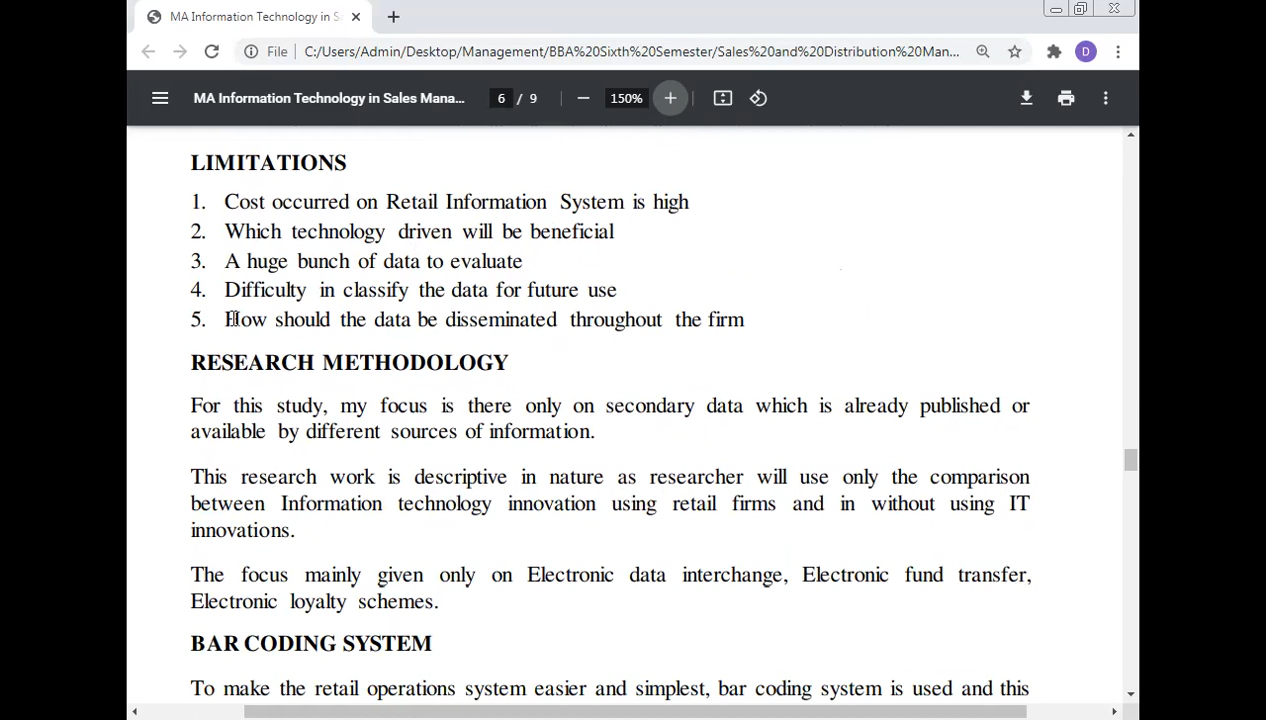 MA Information Technology in S
File
C:/Users/Admin/Desktop/Management/BBA%20Sixth%20Semester/Sales%20and%20Distribution%20Man...
D
MA Information Technology in Sales Mana...
6 / 9
150%
LIMITATIONS
1. Cost occurred on Retail Information System is high
2. Which technology driven will be beneficial
3. A huge bunch of data to evaluate
4. Difficulty in classify the data for future use
5. How should the data be disseminated throughout the firm
RESEARCH METHODOLOGY
For this study, my focus is there only on secondary data which is already published or
available by different sources of information.
This research work is descriptive in nature as researcher will use only the comparison
between Information technology innovation using retail firms and in without using IT
innovations.
The focus mainly given only on Electronic data interchange, Electronic fund transfer,
Electronic loyalty schemes.
BAR CODING SYSTEM
To make the retail operations system easier and simplest, bar coding system is used and this